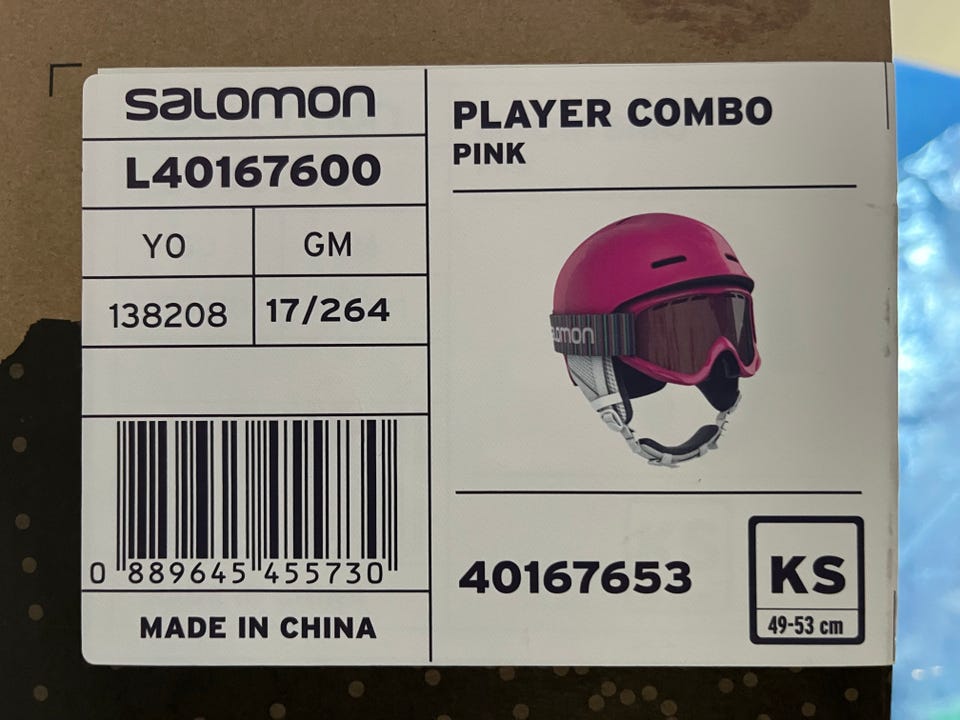 salomon
L40167600
YO GM
138208 17/264
0 889645 455730
MADE IN CHINA
PLAYER COMBO
PINK
salomon
40167653
KS
49-53 cm